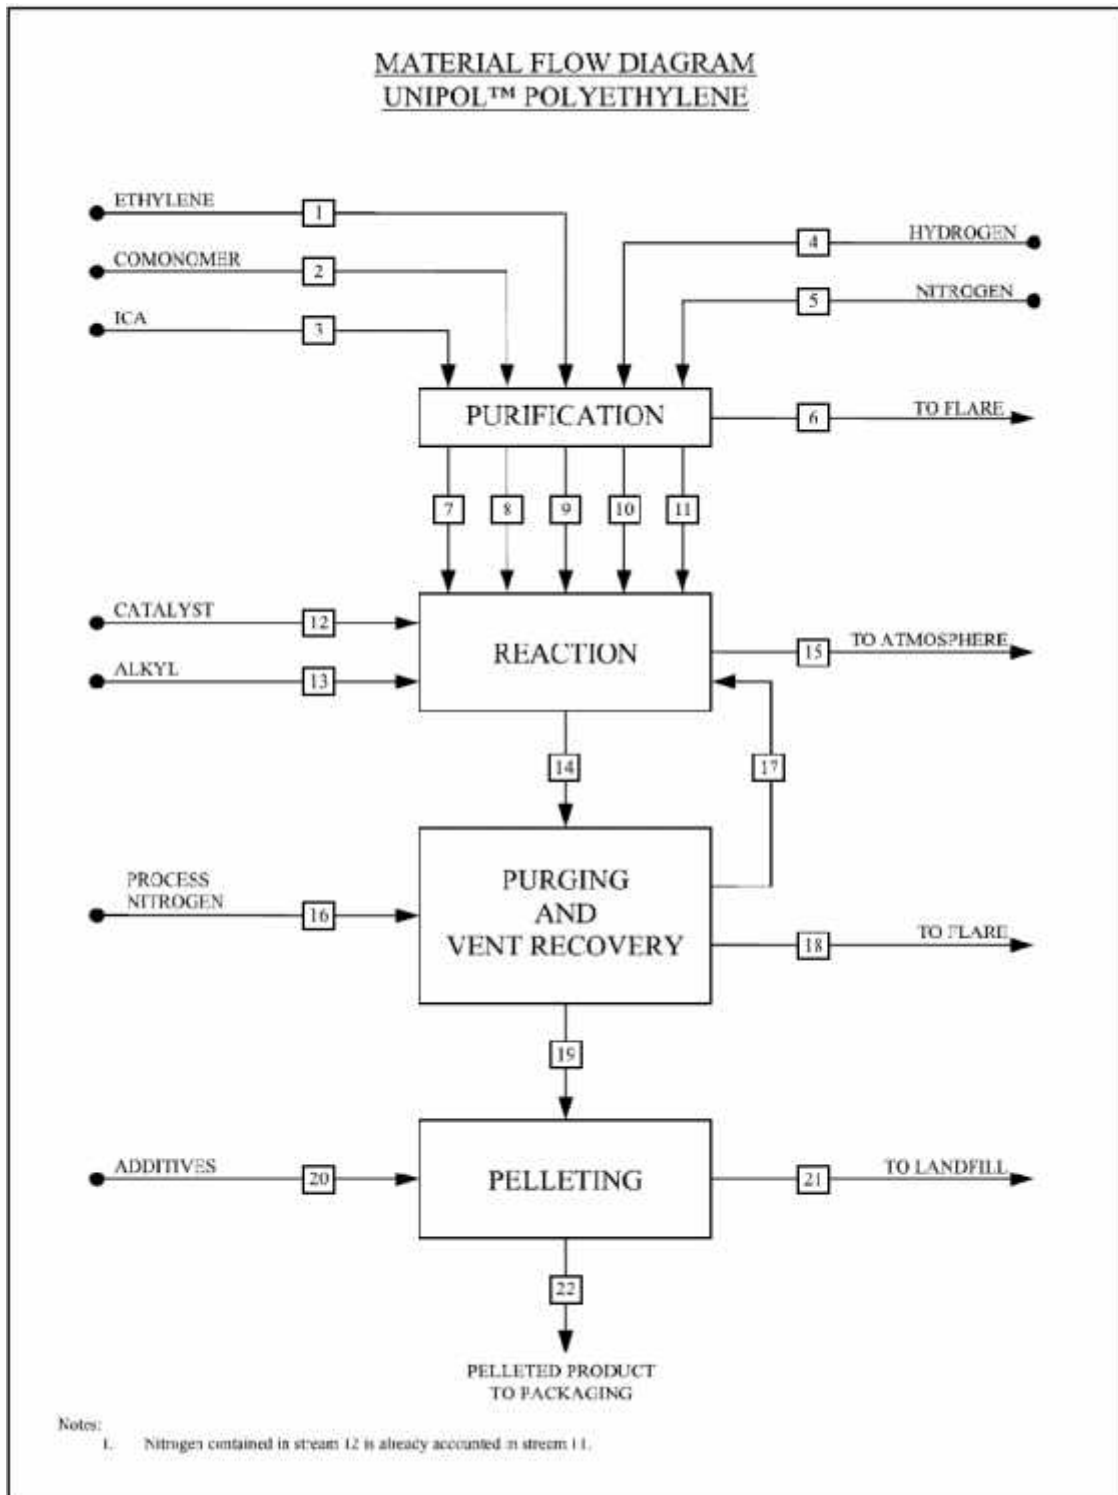 MATERIAL FLOW DIAGRAM
UNIPOL™ POLYETHYLENE
ETHYLENE
1
COMONOMER
2
ICA
3
4
HYDROGEN
5
NITROGEN
PURIFICATION
6
TO FLARE
7
8
9
10
11
CATALYST
12
ALKYL
13
REACTION
15
TO ATMOSPHERE
14
17
PROCESS
NITROGEN
16
PURGING
AND
VENT RECOVERY
18
TO FLARE
19
ADDITIVES
20
PELLETING
21
TO LANDFILL
22
PELLETED PRODUCT
TO PACKAGING
Notes:
1. Nitrogen contained in stream 12 is already accounted in stream 11.